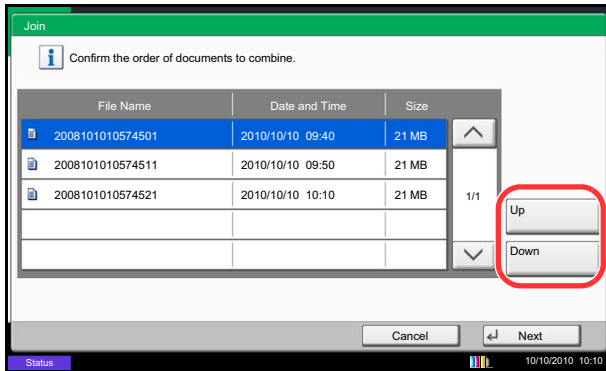 Join
Confirm the order of documents to combine.
File Name Date and Time Size
2008101010574501 2010/10/10 09:40 21 MB
2008101010574511 2010/10/10 09:50 21 MB
2008101010574521 2010/10/10 10:10 21 MB
1/1
Up
Down
Cancel Next
Status 10/10/2010 10:10